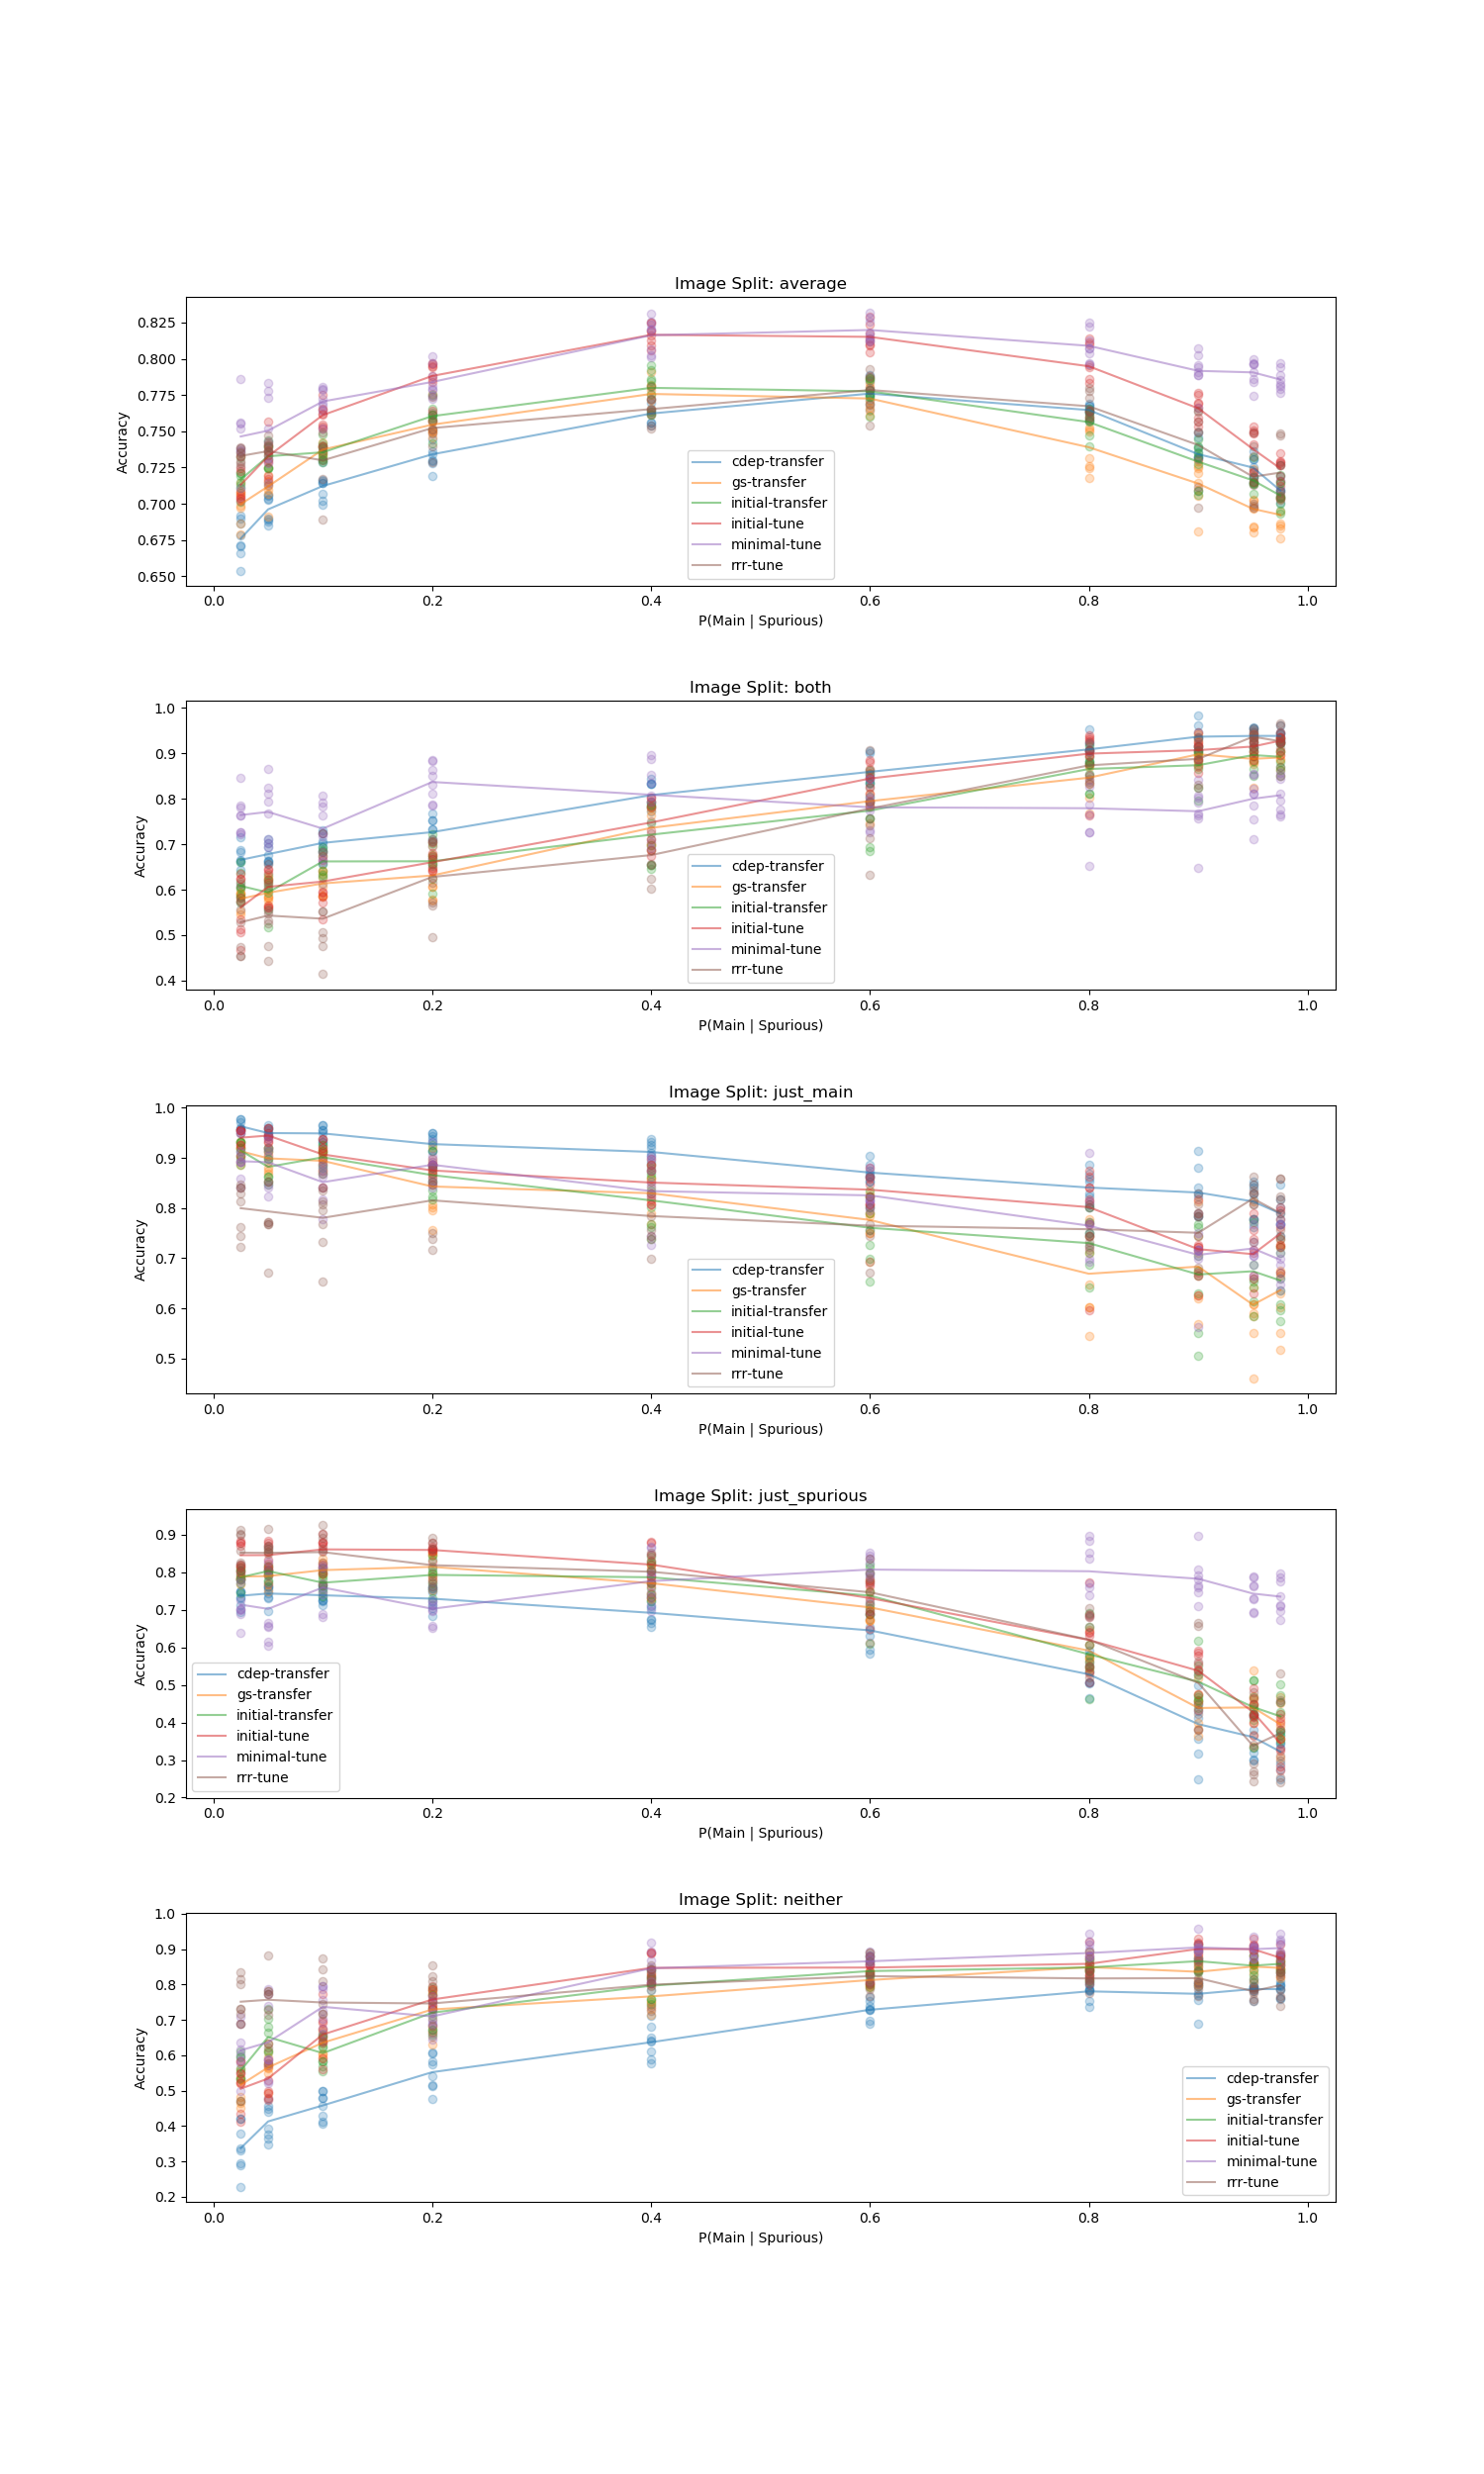 Image Split: average
0.825
0.800
0.775
0.750
0.725
0.700
0.675
0.650
Accuracy
cdep-transfer
gs-transfer
initial-transfer
initial-tune
minimal-tune
rrr-tune
0.0 0.2 0.4 0.6 0.8 1.0
P(Main | Spurious)
Image Split: both
1.0
0.9
0.8
0.7
0.6
0.5
0.4
Accuracy
cdep-transfer
gs-transfer
initial-transfer
initial-tune
minimal-tune
rrr-tune
0.0 0.2 0.4 0.6 0.8 1.0
P(Main | Spurious)
Image Split: just_main
1.0
0.9
0.8
0.7
0.6
0.5
Accuracy
cdep-transfer
gs-transfer
initial-transfer
initial-tune
minimal-tune
rrr-tune
0.0 0.2 0.4 0.6 0.8 1.0
P(Main | Spurious)
Image Split: just_spurious
0.9
0.8
0.7
0.6
0.5
0.4
0.3
0.2
Accuracy
cdep-transfer
gs-transfer
initial-transfer
initial-tune
minimal-tune
rrr-tune
0.0 0.2 0.4 0.6 0.8 1.0
P(Main | Spurious)
Image Split: neither
1.0
0.9
0.8
0.7
0.6
0.5
0.4
0.3
0.2
Accuracy
cdep-transfer
gs-transfer
initial-transfer
initial-tune
minimal-tune
rrr-tune
0.0 0.2 0.4 0.6 0.8 1.0
P(Main | Spurious)